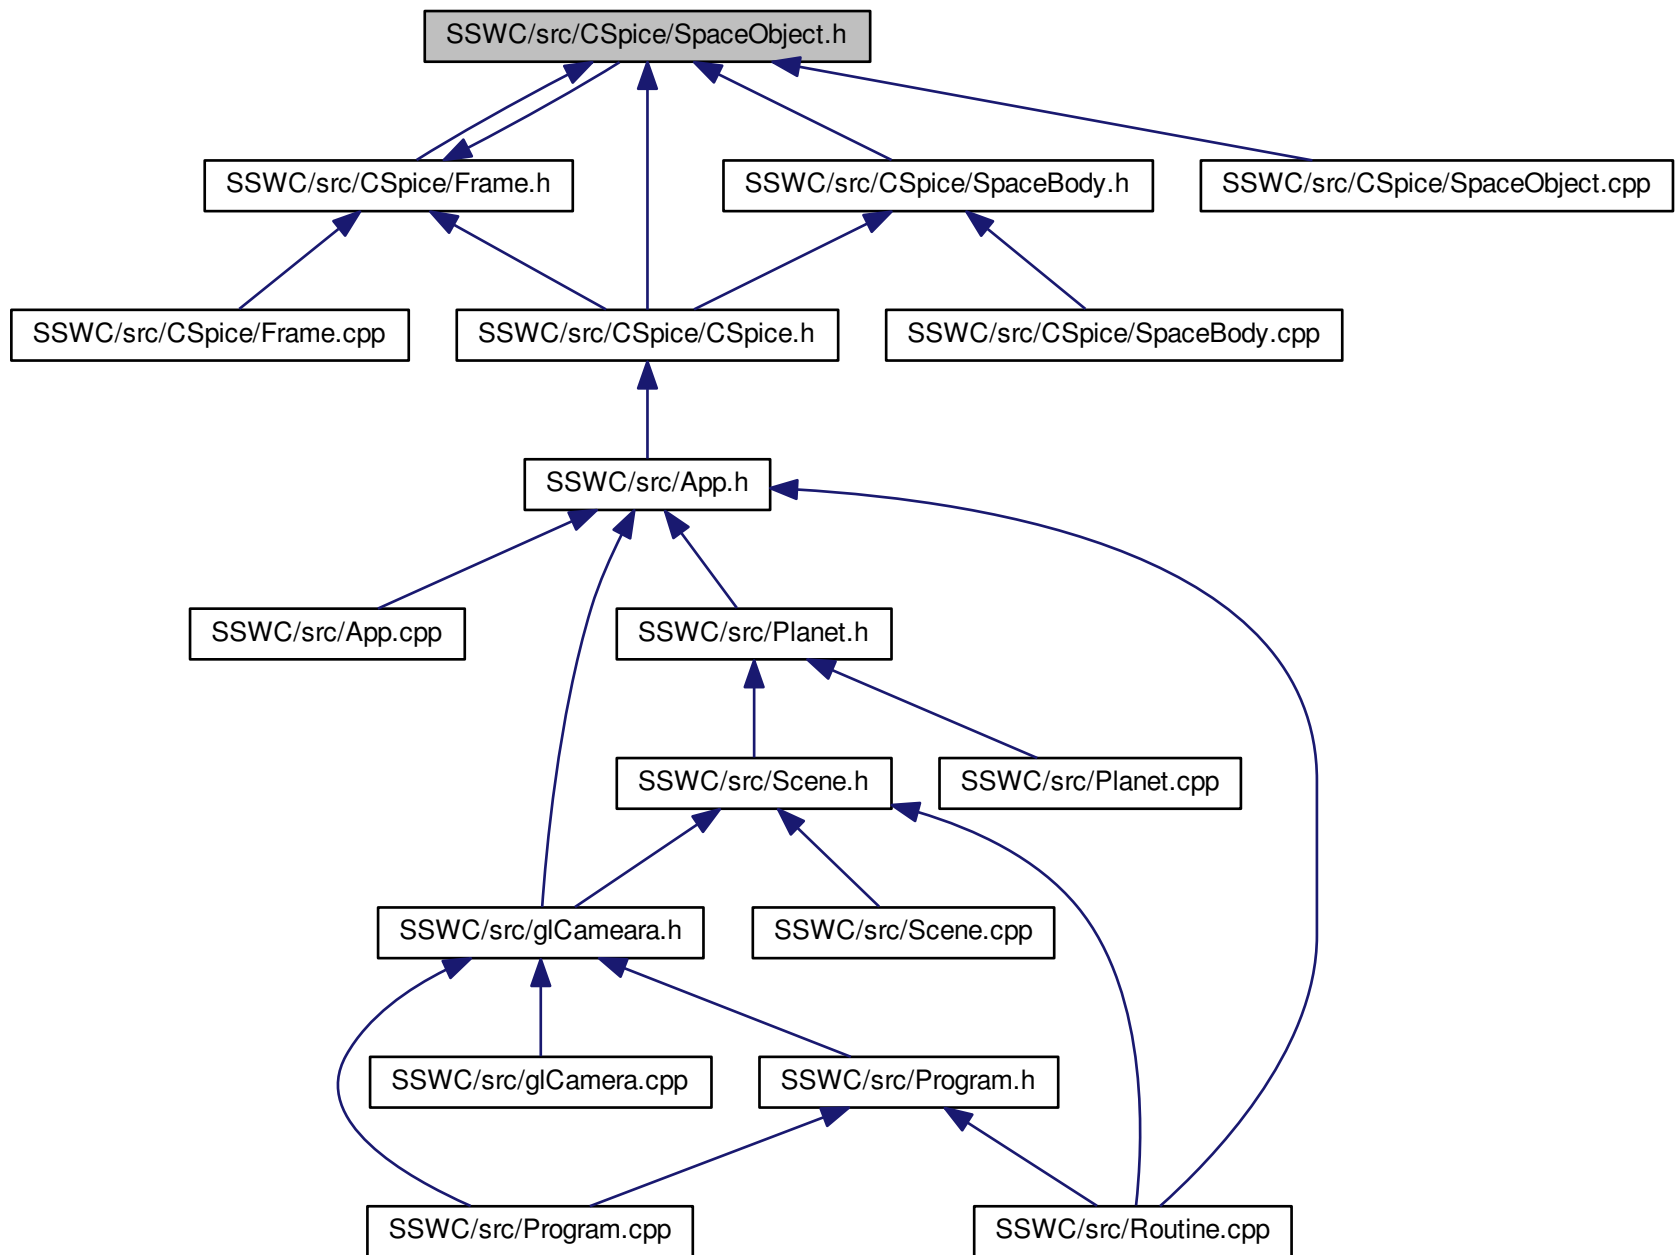 SSWC/src/CSpice/SpaceObject.h
SSWC/src/CSpice/Frame.h
SSWC/src/CSpice/SpaceBody.h
SSWC/src/CSpice/SpaceObject.cpp
SSWC/src/CSpice/Frame.cpp
SSWC/src/CSpice/CSpice.h
SSWC/src/CSpice/SpaceBody.cpp
SSWC/src/App.h
SSWC/src/App.cpp
SSWC/src/Planet.h
SSWC/src/Scene.h
SSWC/src/Planet.cpp
SSWC/src/glCameara.h
SSWC/src/Scene.cpp
SSWC/src/glCamera.cpp
SSWC/src/Program.h
SSWC/src/Program.cpp
SSWC/src/Routine.cpp